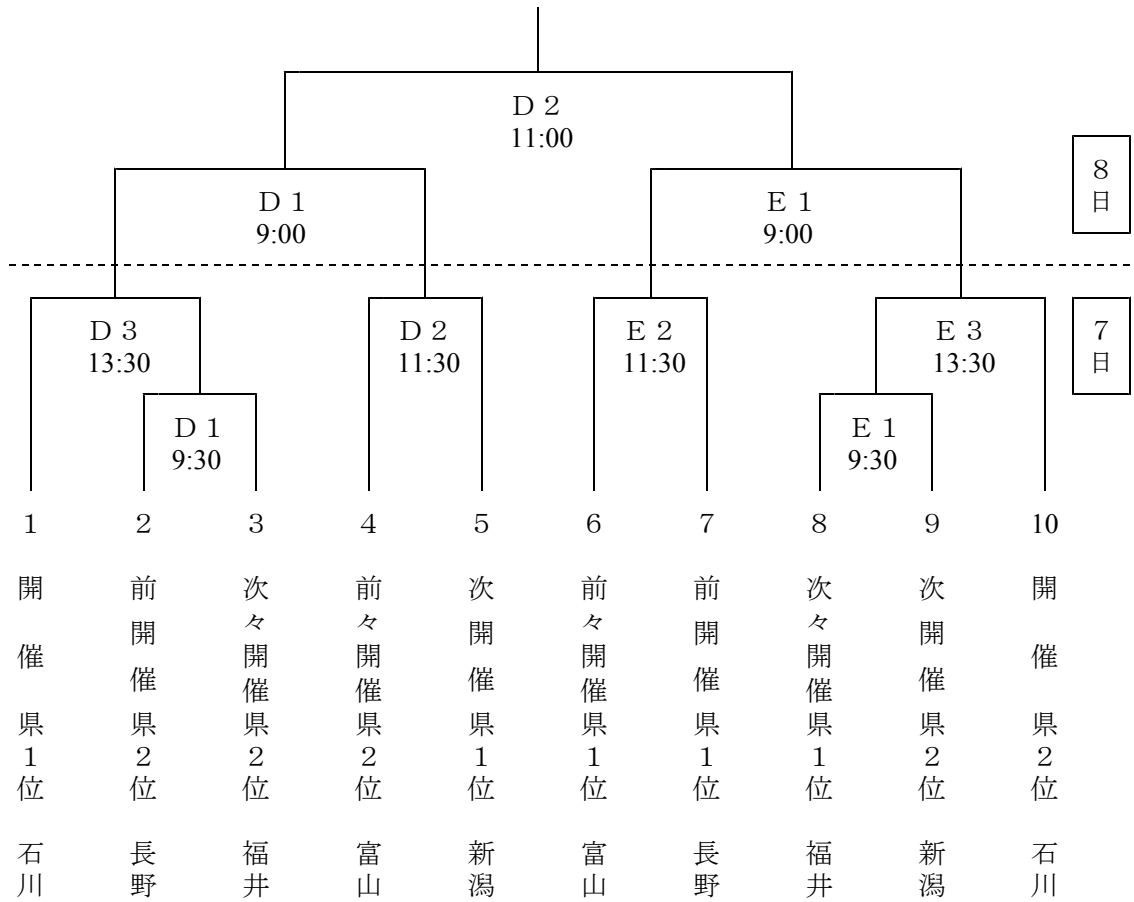 Ｄ２
11:00
８日
Ｄ１
9:00
Ｅ１
9:00
Ｄ３
13:30
Ｄ２
11:30
Ｅ２
11:30
Ｅ３
13:30
７日
Ｄ１
9:30
Ｅ１
9:30
１ 開催県１位 石川
２ 前開催県２位 長野
３ 次々開催県２位 福井
４ 前々開催県２位 富山
５ 次開催県１位 新潟
６ 前々開催県１位 富山
７ 前開催県１位 長野
８ 次々開催県１位 福井
９ 次開催県２位 新潟
10 開催県２位 石川